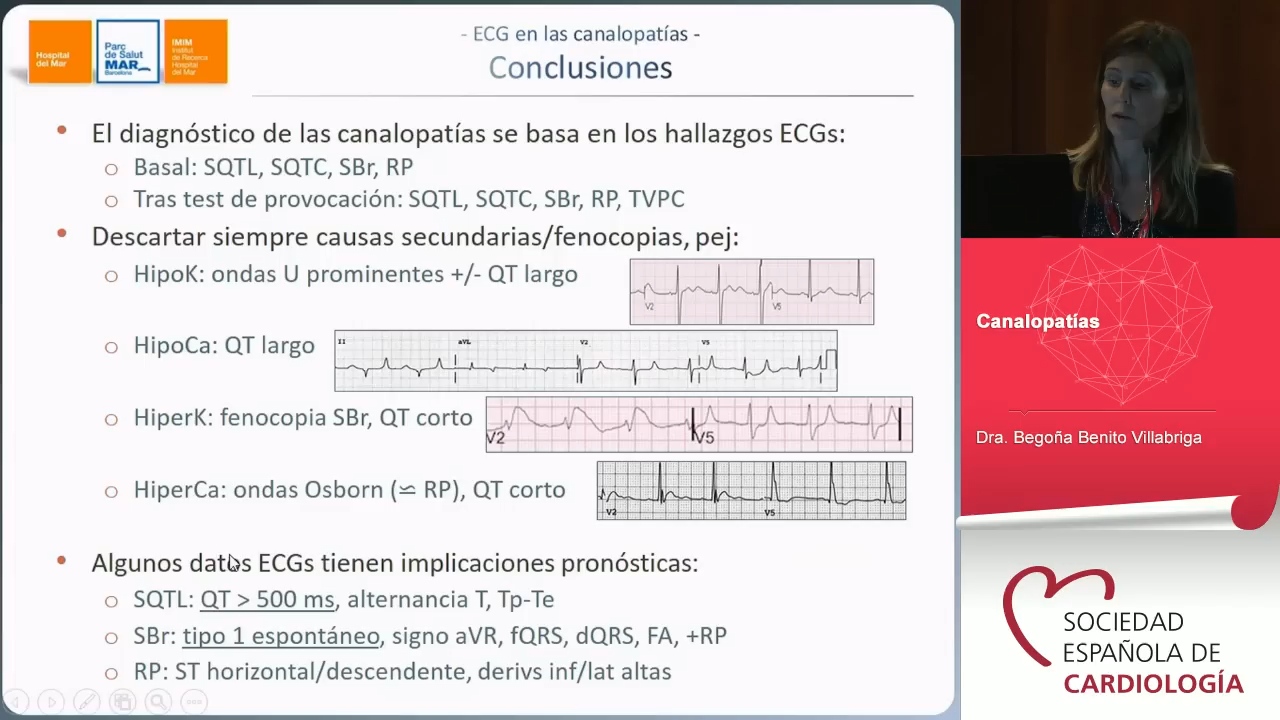 Hospital del Mar
Parc de Salut MAR
Barcelona
IMIM
Institut de Recerca Hospital del Mar
- ECG en las canalopatías -
Conclusiones
• El diagnóstico de las canalopatías se basa en los hallazgos ECGs:
o Basal: SQTL, SQTC, SBr, RP
o Tras test de provocación: SQTL, SQTC, SBr, RP, TVPC
• Descartar siempre causas secundarias/fenocopias, pej:
o HipoK: ondas U prominentes +/- QT largo
V2 V5
o HipoCa: QT largo
II aVL V2 V5
o HiperK: fenocopia SBr, QT corto
V2 V5
o HiperCa: ondas Osborn (≃ RP), QT corto
V2 V5
• Algunos datos ECGs tienen implicaciones pronósticas:
o SQTL: QT > 500 ms, alternancia T, Tp-Te
o SBr: tipo 1 espontáneo, signo aVR, fQRS, dQRS, FA, +RP
o RP: ST horizontal/descendente, derivs inf/lat altas
Canalopatías
Dra. Begoña Benito Villabriga
SOCIEDAD
ESPAÑOLA DE
CARDIOLOGÍA